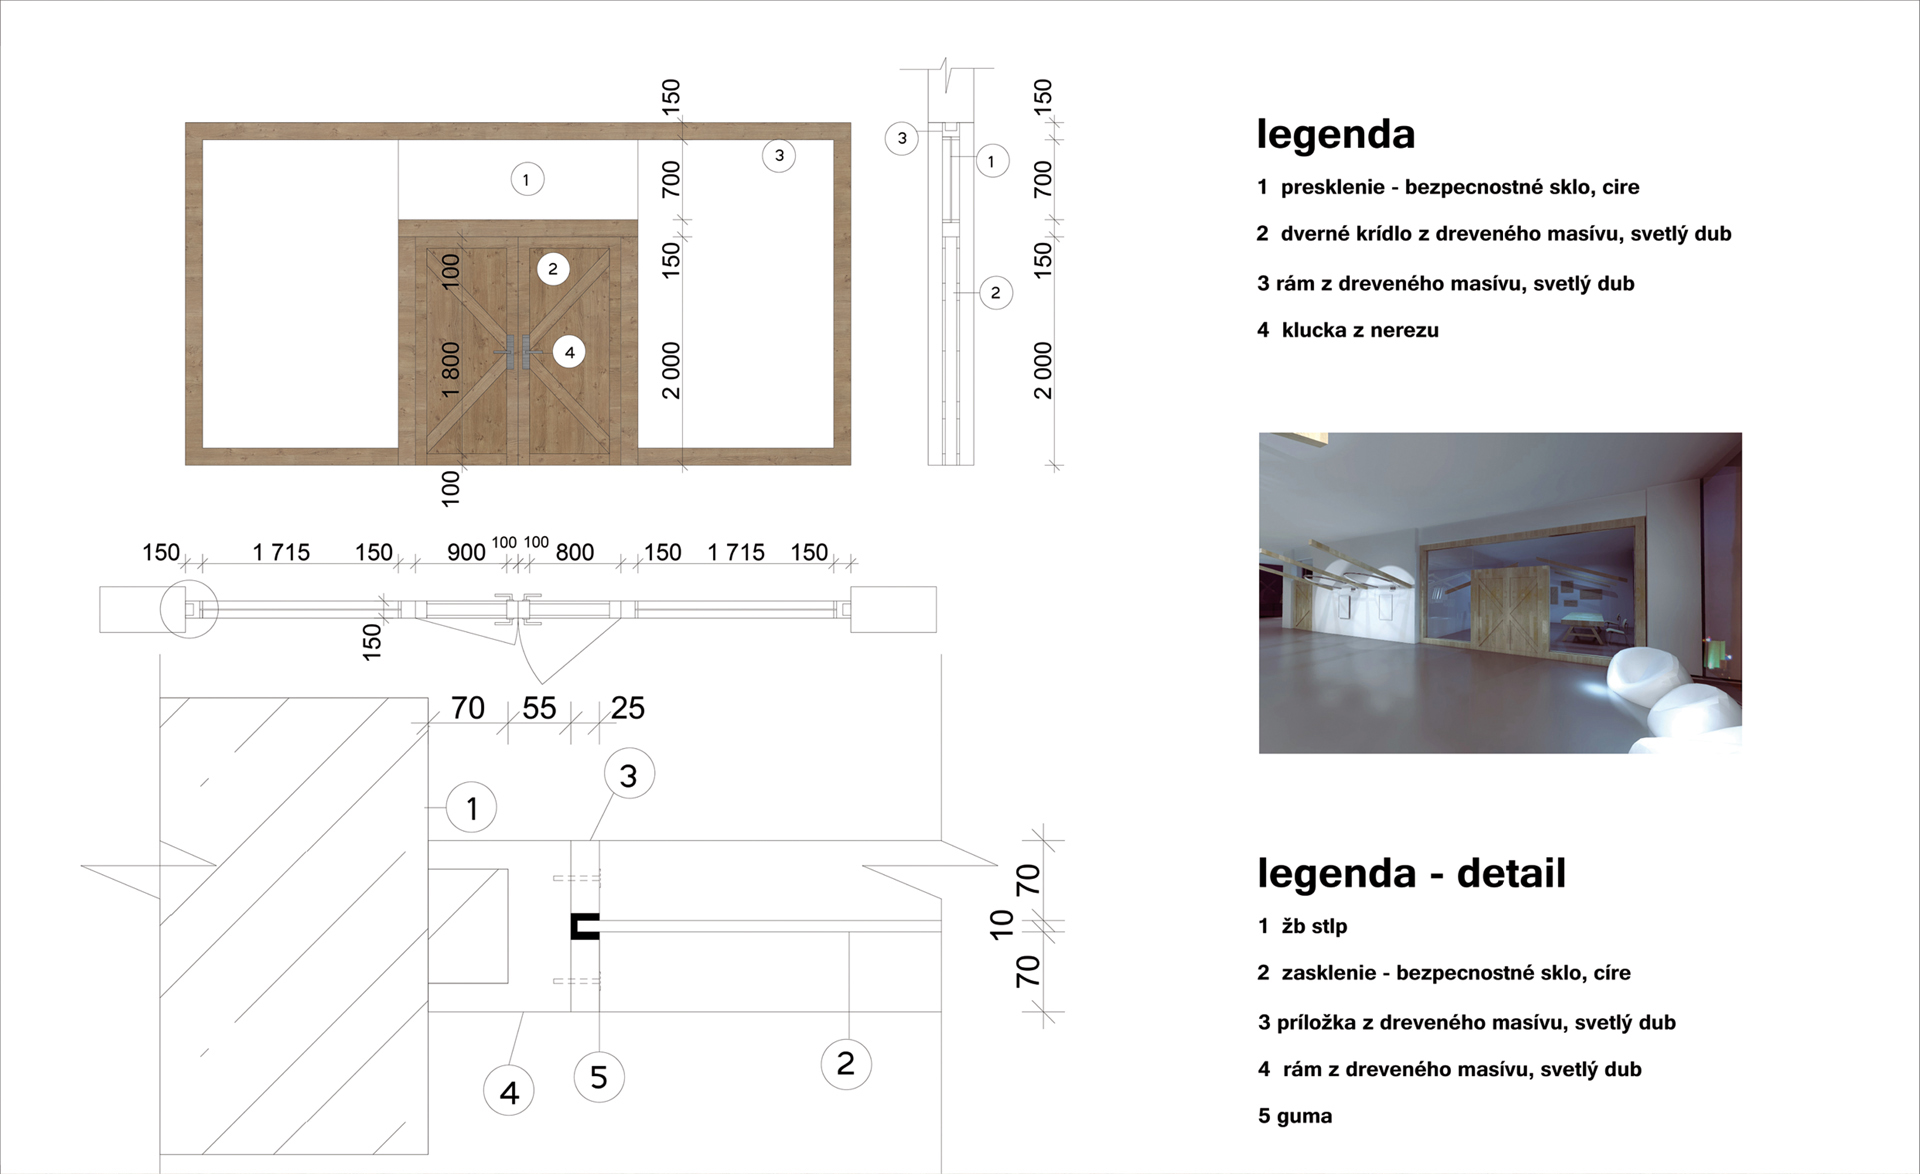 150
700
150
2 000
1
3
2
4
100
1 800
100
3
1
2
150
700
150
2 000
legenda
1 presklenie - bezpecnostné sklo, cire
2 dverné krídlo z dreveného masívu, svetlý dub
3 rám z dreveného masívu, svetlý dub
4 klucka z nerezu
150 1 715 150 900 100 100 800 150 1 715 150
150
70 55 25
1
3
70
10
70
4
5
2
legenda - detail
1 žb stlp
2 zasklenie - bezpecnostné sklo, círe
3 príložka z dreveného masívu, svetlý dub
4 rám z dreveného masívu, svetlý dub
5 guma